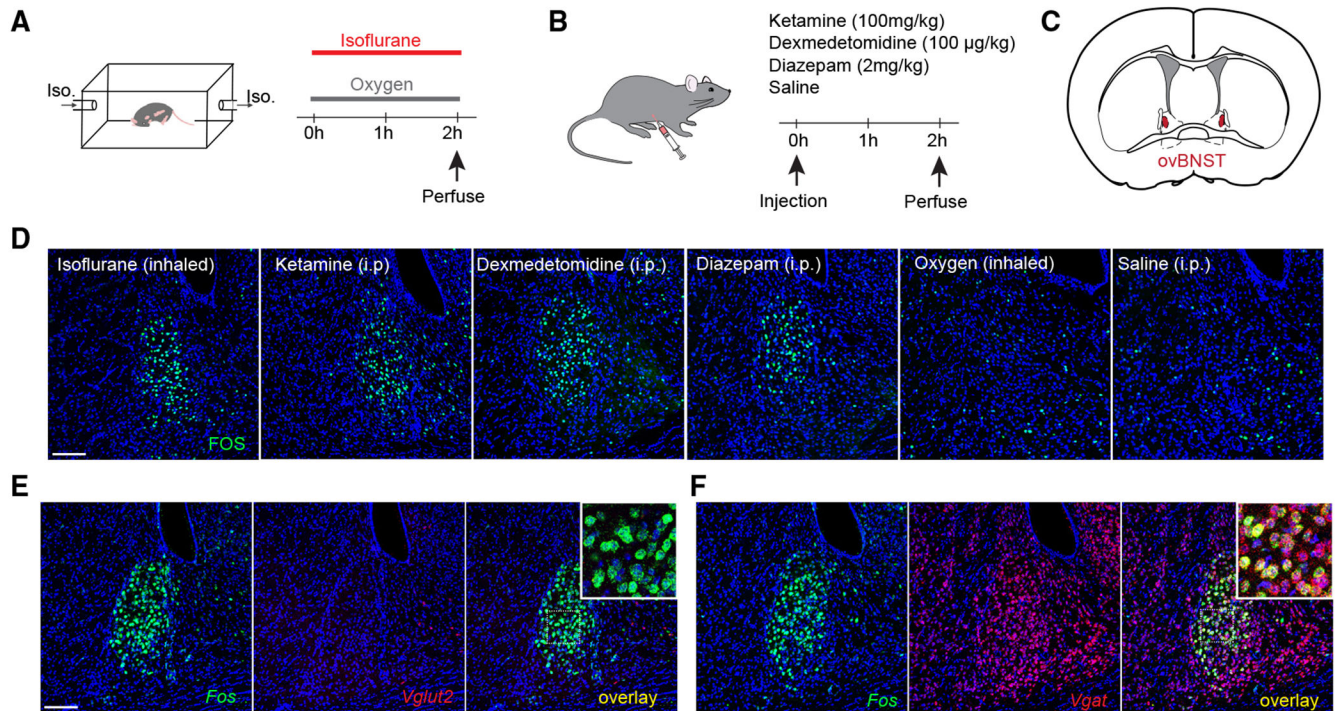 A
Isoflurane
Iso.
Iso.
Oxygen
0h 1h 2h
Perfuse
B
Ketamine (100mg/kg)
Dexmedetomidine (100 µg/kg)
Diazepam (2mg/kg)
Saline
0h 1h 2h
Injection Perfuse
C
ovBNST
D
Isoflurane (inhaled) Ketamine (i.p) Dexmedetomidine (i.p.) Diazepam (i.p.) Oxygen (inhaled) Saline (i.p.)
FOS
E
Fos Vglut2 overlay
F
Fos Vgat overlay